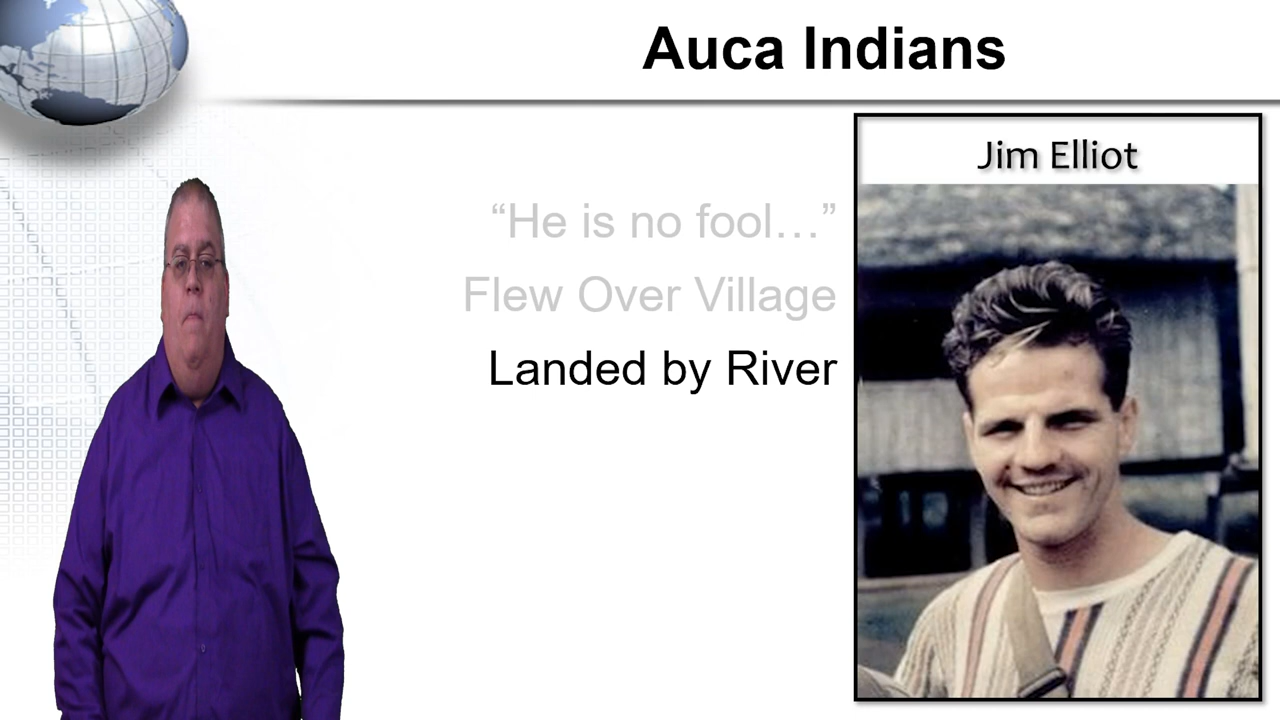 Auca Indians
Jim Elliot
“He is no fool…”
Flew Over Village
Landed by River